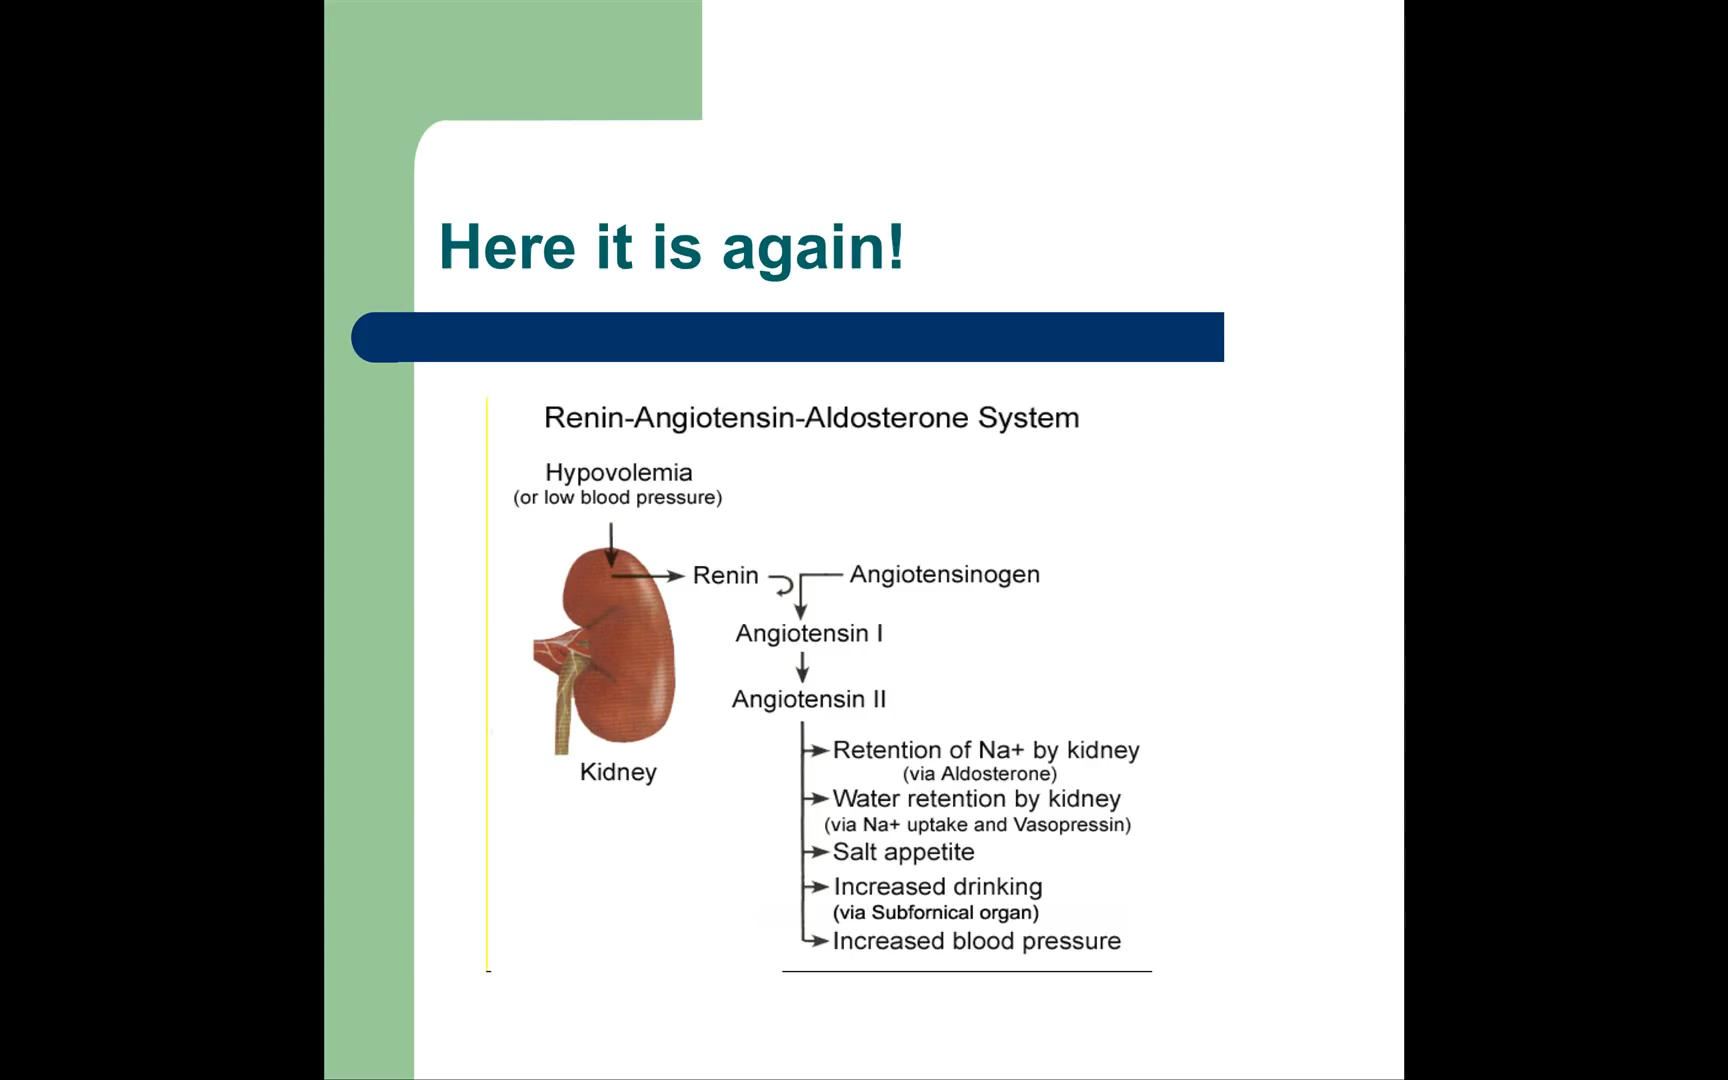 Here it is again!
Renin-Angiotensin-Aldosterone System
Hypovolemia
(or low blood pressure)
Renin
Angiotensinogen
Angiotensin I
Angiotensin II
Kidney
Retention of Na+ by kidney
(via Aldosterone)
Water retention by kidney
(via Na+ uptake and Vasopressin)
Salt appetite
Increased drinking
(via Subfornical organ)
Increased blood pressure